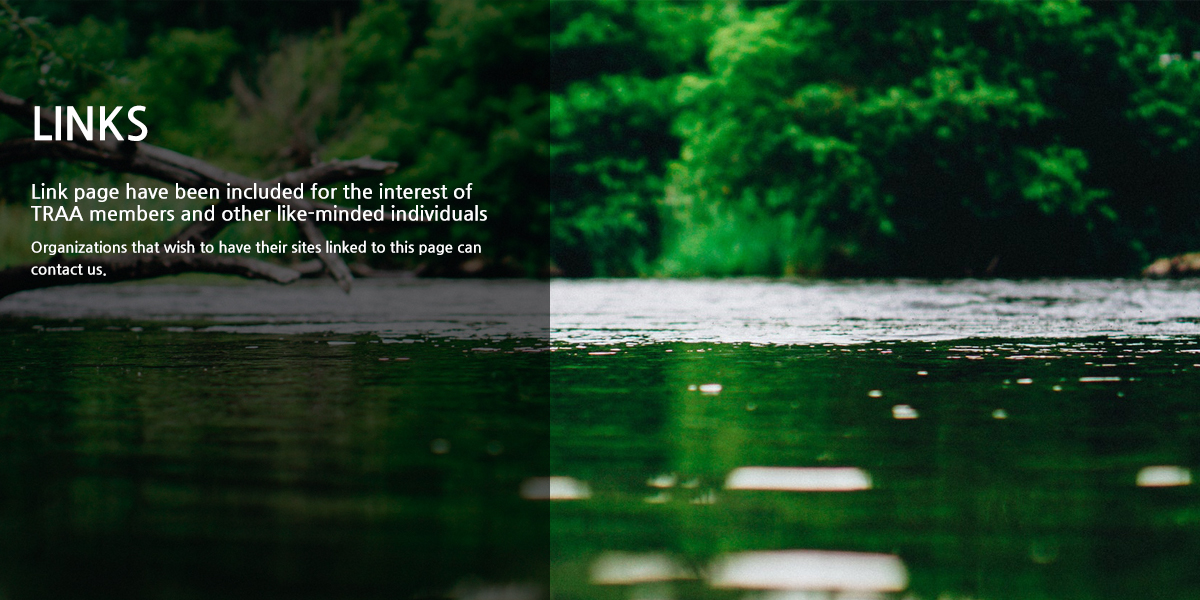 LINKS
Link page have been included for the interest of
TRAA members and other like-minded individuals
Organizations that wish to have their sites linked to this page can
contact us.